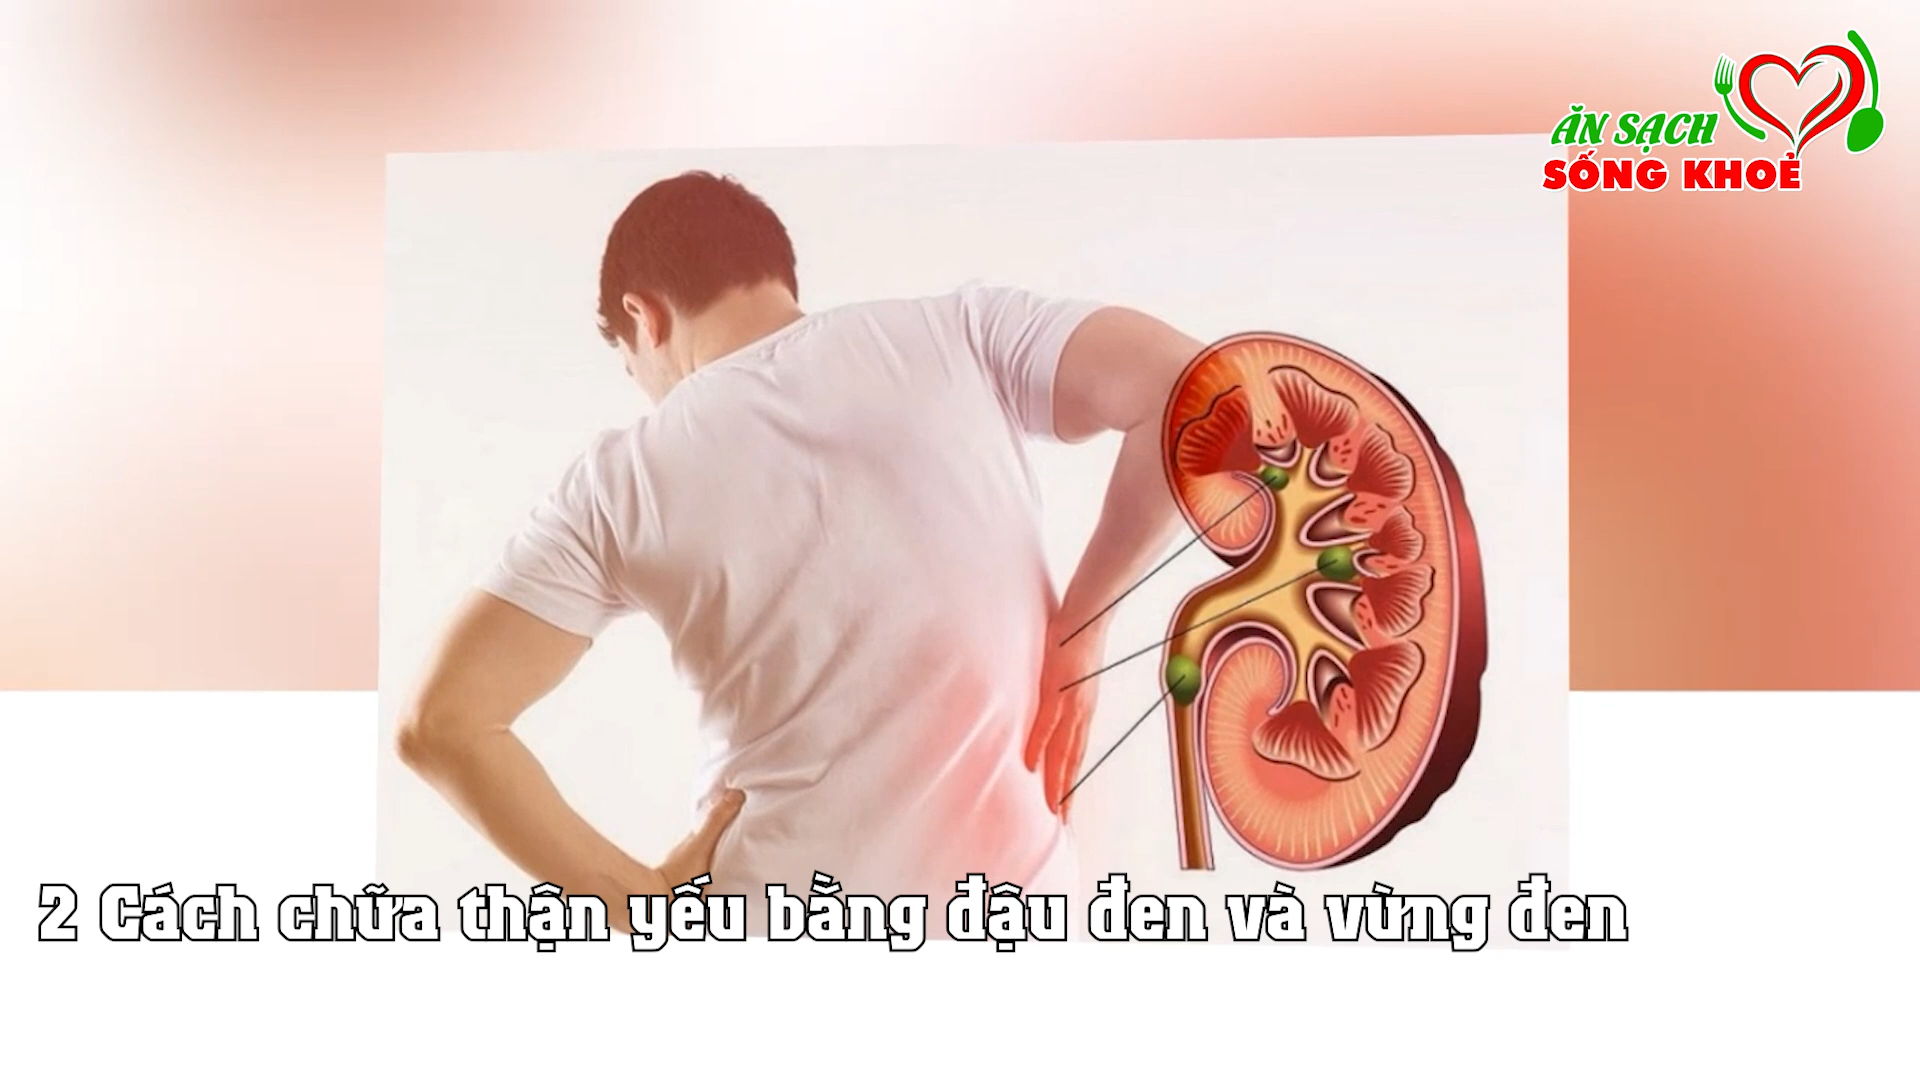 ĂN SẠCH
SỐNG KHOẺ
2 Cách chữa thận yếu bằng đậu đen và vừng đen